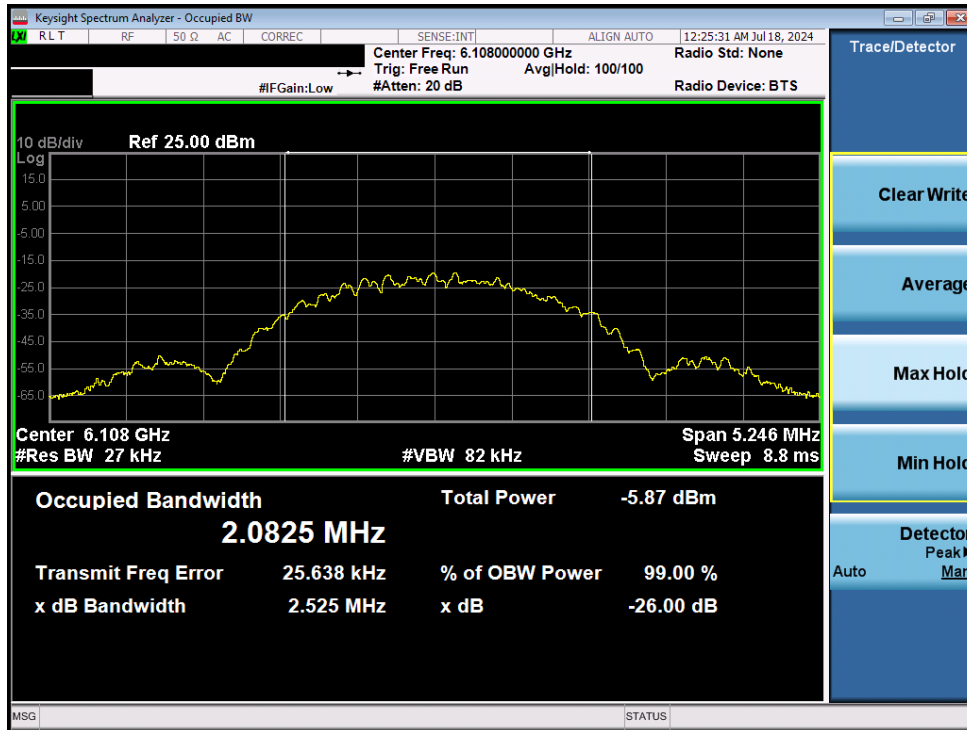 Keysight Spectrum Analyzer - Occupied BW
LXI RLT RF 50 Ω AC CORREC SENSE:INT ALIGN AUTO 12:25:31 AM Jul 18, 2024
Center Freq: 6.108000000 GHz Radio Std: None
Trig: Free Run Avg|Hold: 100/100
#IFGain:Low #Atten: 20 dB Radio Device: BTS
10 dB/div Ref 25.00 dBm
Log
15.0
5.00
-5.00
-15.0
-25.0
-35.0
-45.0
-55.0
-65.0
Center 6.108 GHz Span 5.246 MHz
#Res BW 27 kHz #VBW 82 kHz Sweep 8.8 ms
Occupied Bandwidth Total Power -5.87 dBm
2.0825 MHz
Transmit Freq Error 25.638 kHz % of OBW Power 99.00 %
x dB Bandwidth 2.525 MHz x dB -26.00 dB
MSG STATUS
Trace/Detector
Clear Write
Average
Max Hold
Min Hold
Detector
Peak
Auto Man